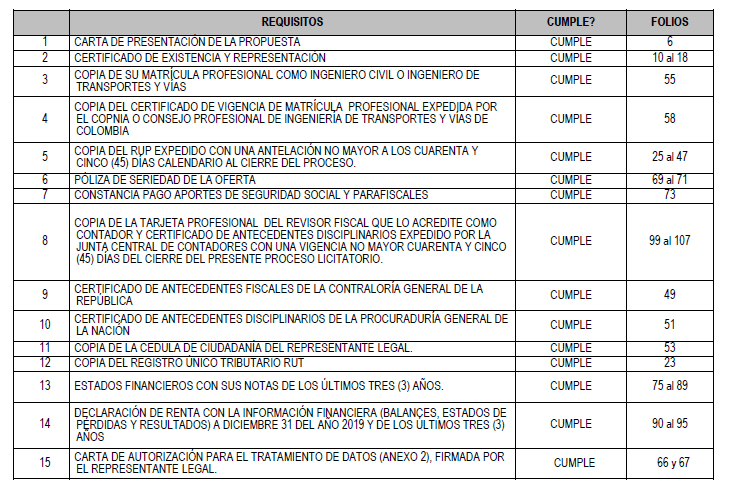 REQUISITOS CUMPLE? FOLIOS
1 CARTA DE PRESENTACIÓN DE LA PROPUESTA CUMPLE 6
2 CERTIFICADO DE EXISTENCIA Y REPRESENTACIÓN CUMPLE 10 al 18
3 COPIA DE SU MATRÍCULA PROFESIONAL COMO INGENIERO CIVIL O INGENIERO DE
TRANSPORTES Y VÍAS CUMPLE 55
4 COPIA DEL CERTIFICADO DE VIGENCIA DE MATRÍCULA PROFESIONAL EXPEDIDA POR
EL COPNIA O CONSEJO PROFESIONAL DE INGENIERÍA DE TRANSPORTES Y VÍAS DE
COLOMBIA CUMPLE 58
5 COPIA DEL RUP EXPEDIDO CON UNA ANTELACIÓN NO MAYOR A LOS CUARENTA Y
CINCO (45) DÍAS CALENDARIO AL CIERRE DEL PROCESO. CUMPLE 25 al 47
6 PÓLIZA DE SERIEDAD DE LA OFERTA CUMPLE 69 al 71
7 CONSTANCIA PAGO APORTES DE SEGURIDAD SOCIAL Y PARAFISCALES CUMPLE 73
8 COPIA DE LA TARJETA PROFESIONAL DEL REVISOR FISCAL QUE LO ACREDITE COMO
CONTADOR Y CERTIFICADO DE ANTECEDENTES DISCIPLINARIOS EXPEDIDO POR LA
JUNTA CENTRAL DE CONTADORES CON UNA VIGENCIA NO MAYOR CUARENTA Y CINCO
(45) DÍAS DEL CIERRE DEL PRESENTE PROCESO LICITATORIO. CUMPLE 99 al 107
9 CERTIFICADO DE ANTECEDENTES FISCALES DE LA CONTRALORÍA GENERAL DE LA
REPÚBLICA CUMPLE 49
10 CERTIFICADO DE ANTECEDENTES DISCIPLINARIOS DE LA PROCURADURÍA GENERAL DE
LA NACIÓN CUMPLE 51
11 COPIA DE LA CEDULA DE CIUDADANÍA DEL REPRESENTANTE LEGAL. CUMPLE 53
12 COPIA DEL REGISTRO ÚNICO TRIBUTARIO RUT CUMPLE 23
13 ESTADOS FINANCIEROS CON SUS NOTAS DE LOS ÚLTIMOS TRES (3) AÑOS. CUMPLE 75 al 89
14 DECLARACIÓN DE RENTA CON LA INFORMACIÓN FINANCIERA (BALANCES, ESTADOS DE
PÉRDIDAS Y RESULTADOS) A DICIEMBRE 31 DEL AÑO 2019 Y DE LOS ÚLTIMOS TRES (3)
AÑOS CUMPLE 90 al 95
15 CARTA DE AUTORIZACIÓN PARA EL TRATAMIENTO DE DATOS (ANEXO 2), FIRMADA POR
EL REPRESENTANTE LEGAL. CUMPLE 66 y 67